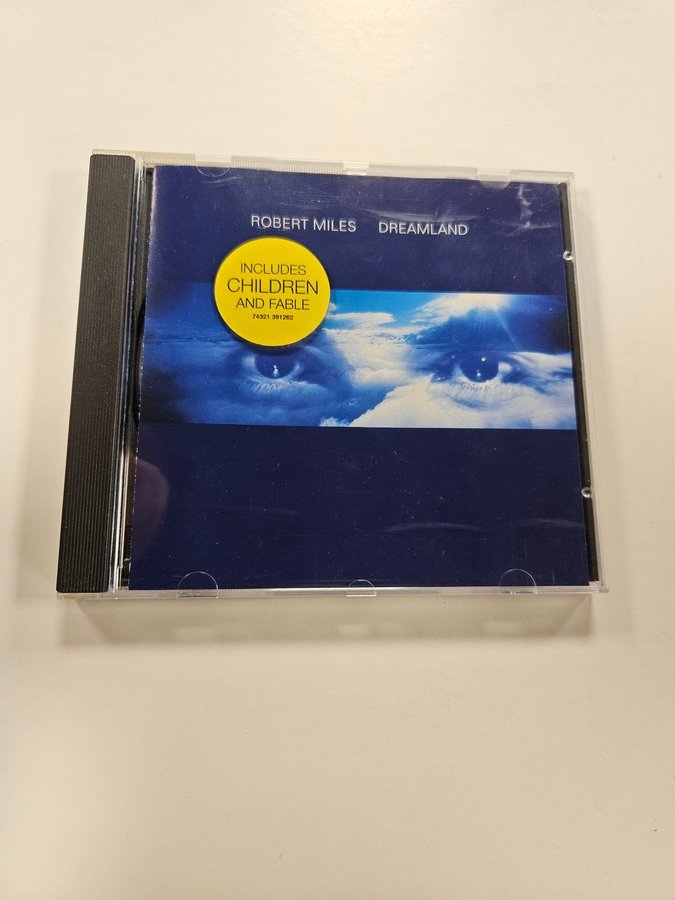 ROBERT MILES DREAMLAND
INCLUDES
CHILDREN
AND FABLE
74321 391262